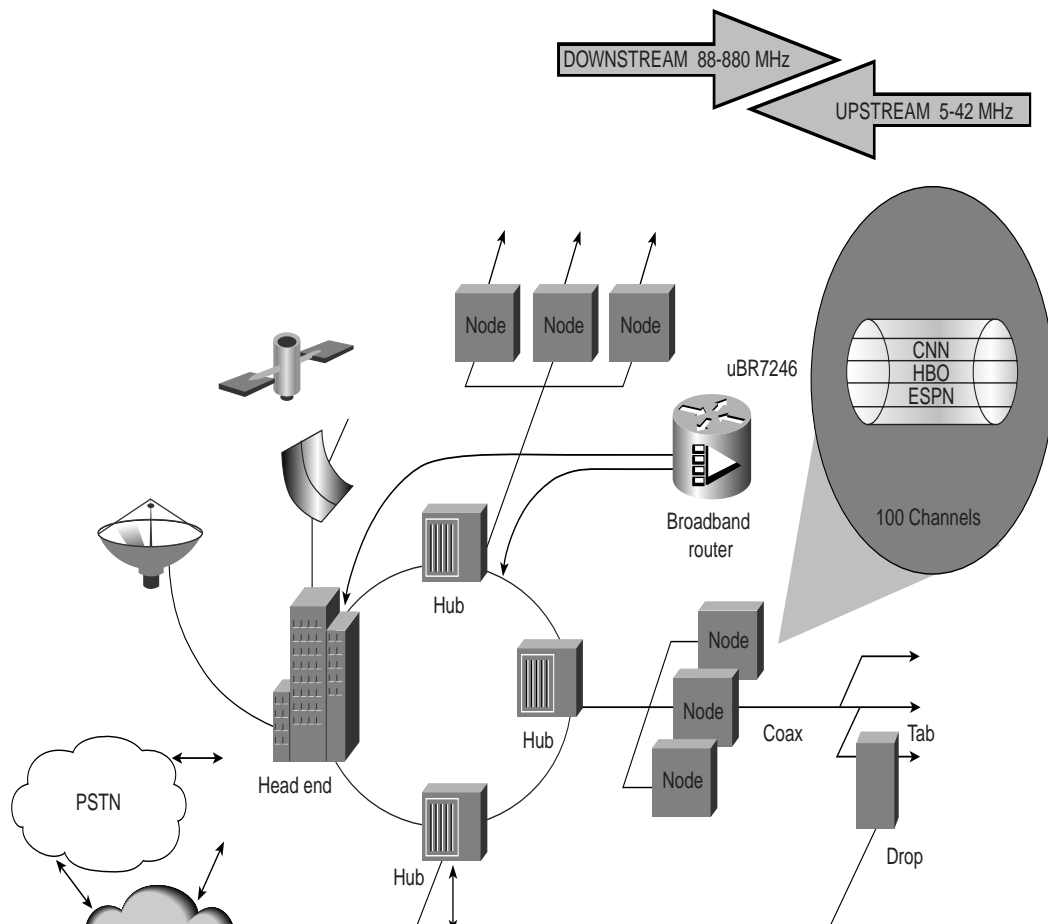 DOWNSTREAM 88-880 MHz
UPSTREAM 5-42 MHz
Node
Node
Node
uBR7246
CNN
HBO
ESPN
100 Channels
Broadband
router
Hub
Node
Node
Node
Hub
Coax
Tab
Head end
PSTN
Drop
Hub